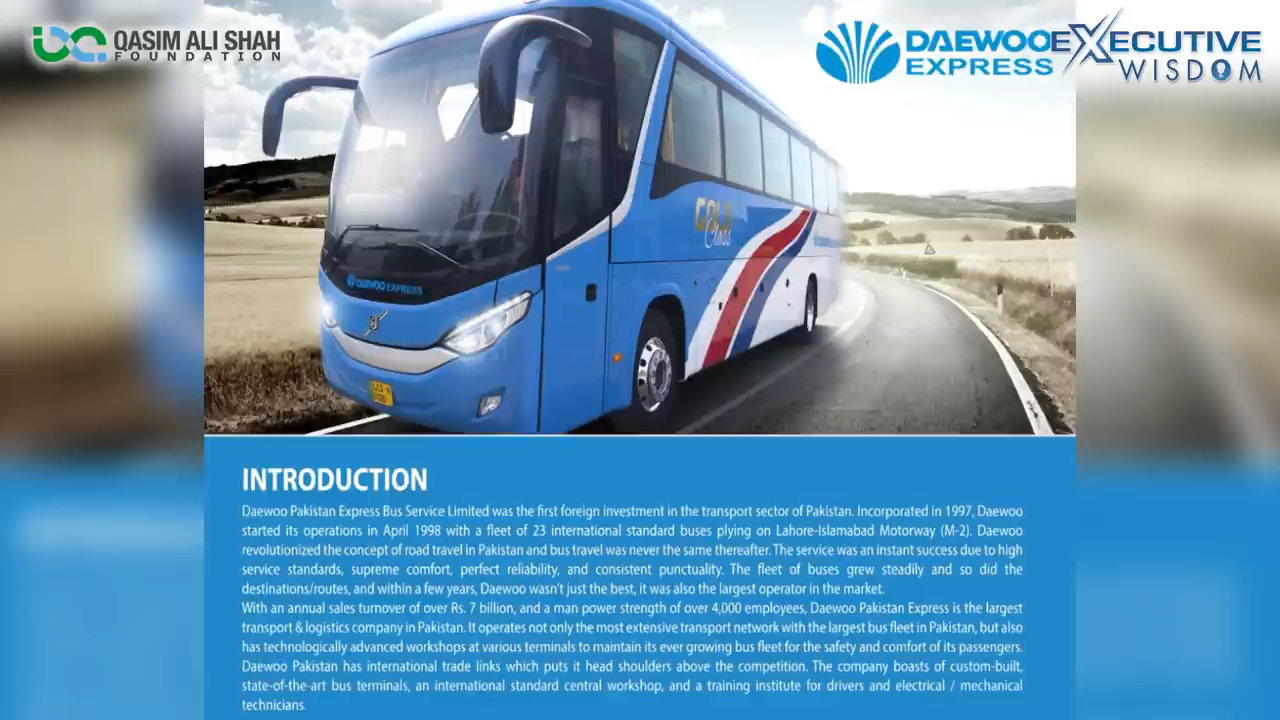 QASIM ALI SHAH
FOUNDATION
DAEWOO
EXPRESS
EXECUTIVE
WISDOM
GOLD
Class
DAEWOO EXPRESS
INTRODUCTION
Daewoo Pakistan Express Bus Service Limited was the first foreign investment in the transport sector of Pakistan. Incorporated in 1997, Daewoo
started its operations in April 1998 with a fleet of 23 international standard buses plying on Lahore-Islamabad Motorway (M-2). Daewoo
revolutionized the concept of road travel in Pakistan and bus travel was never the same thereafter. The service was an instant success due to high
service standards, supreme comfort, perfect reliability, and consistent punctuality. The fleet of buses grew steadily and so did the
destinations/routes, and within a few years, Daewoo wasn't just the best, it was also the largest operator in the market.
With an annual sales turnover of over Rs. 7 billion, and a man power strength of over 4,000 employees, Daewoo Pakistan Express is the largest
transport & logistics company in Pakistan. It operates not only the most extensive transport network with the largest bus fleet in Pakistan, but also
has technologically advanced workshops at various terminals to maintain its ever growing bus fleet for the safety and comfort of its passengers.
Daewoo Pakistan has international trade links which puts it head shoulders above the competition. The company boasts of custom-built,
state-of-the-art bus terminals, an international standard central workshop, and a training institute for drivers and electrical / mechanical
technicians.